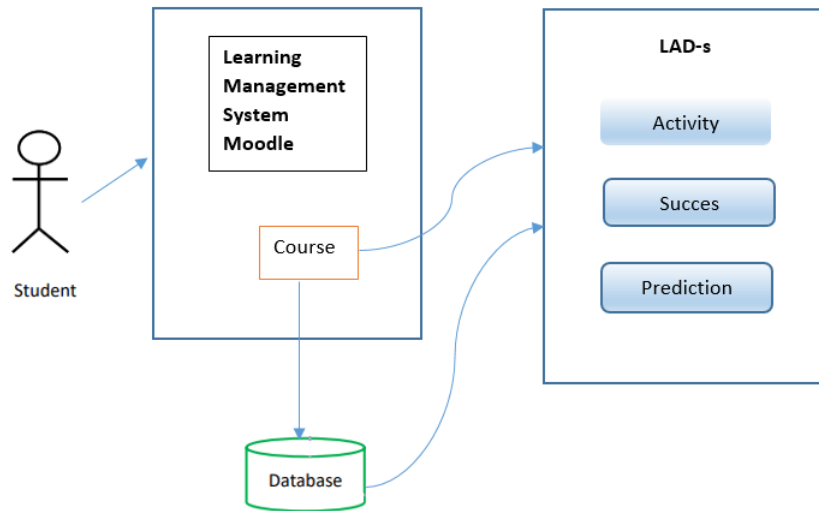 Learning
Management
System
Moodle
Course
Student
Database
LAD-s
Activity
Succes
Prediction